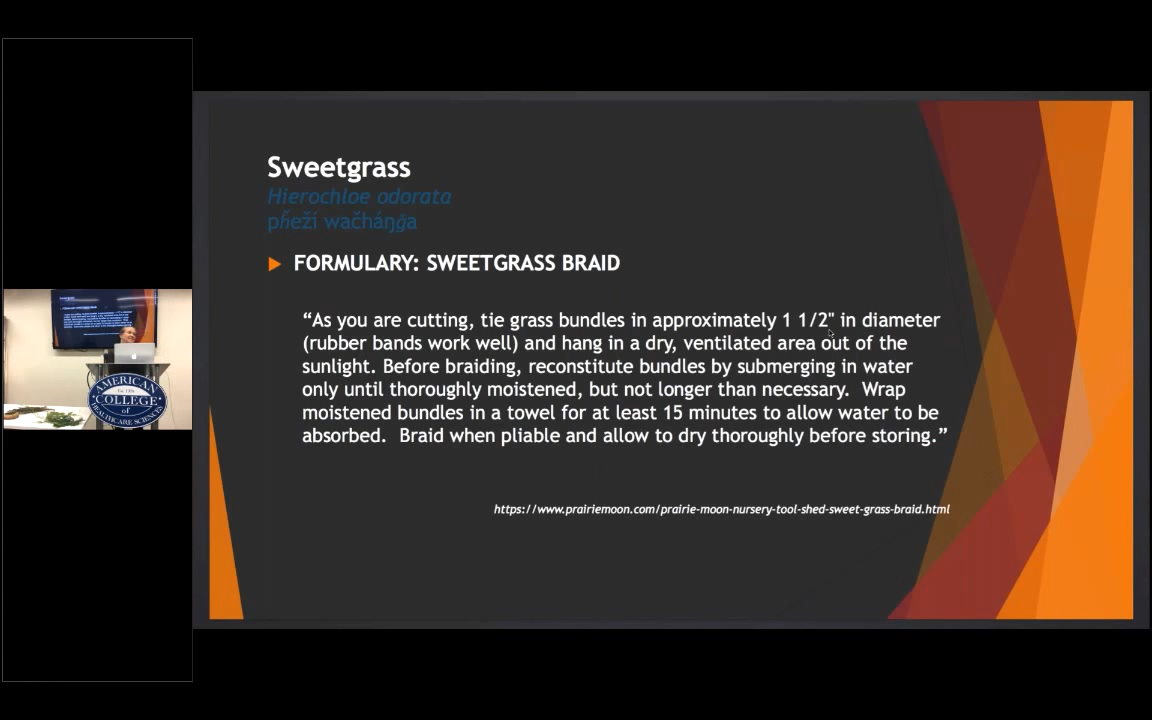 Sweetgrass
Hierochloe odorata
pȟeží wačháŋǧa
FORMULARY: SWEETGRASS BRAID
“As you are cutting, tie grass bundles in approximately 1 1/2" in diameter
(rubber bands work well) and hang in a dry, ventilated area out of the
sunlight. Before braiding, reconstitute bundles by submerging in water
only until thoroughly moistened, but not longer than necessary.  Wrap
moistened bundles in a towel for at least 15 minutes to allow water to be
absorbed.  Braid when pliable and allow to dry thoroughly before storing.”
https://www.prairiemoon.com/prairie-moon-nursery-tool-shed-sweet-grass-braid.html
AMERICAN
COLLEGE
of
HEALTHCARE SCIENCES